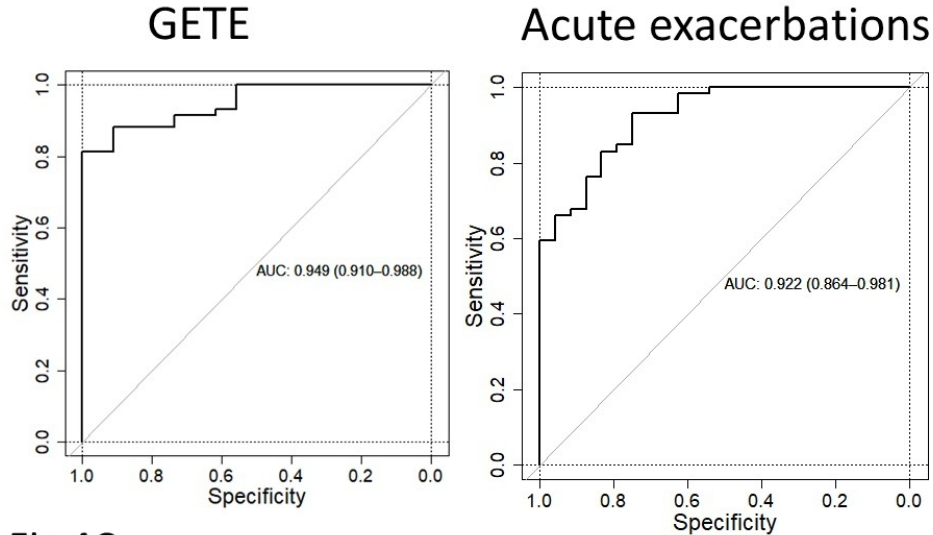 GETE
Acute exacerbations
1.0
0.8
0.6
0.4
0.2
0.0
Sensitivity
AUC: 0.949 (0.910–0.988)
1.0 0.8 0.6 0.4 0.2 0.0
Specificity
1.0
0.8
0.6
0.4
0.2
0.0
Sensitivity
AUC: 0.922 (0.864–0.981)
1.0 0.8 0.6 0.4 0.2 0.0
Specificity